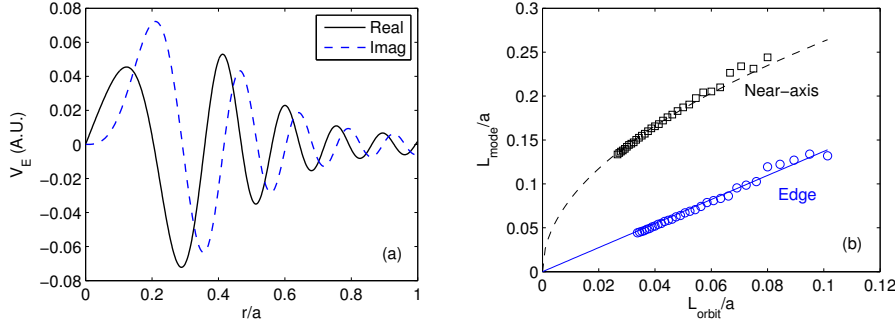 0.08
0.06
0.04
0.02
0
−0.02
−0.04
−0.06
−0.08
V_E (A.U.)
Real
Imag
(a)
0
0.2
0.4
0.6
0.8
1
r/a
0.3
0.25
0.2
0.15
0.1
0.05
0
L_mode/a
Near−axis
Edge
(b)
0
0.02
0.04
0.06
0.08
0.1
0.12
L_orbit/a